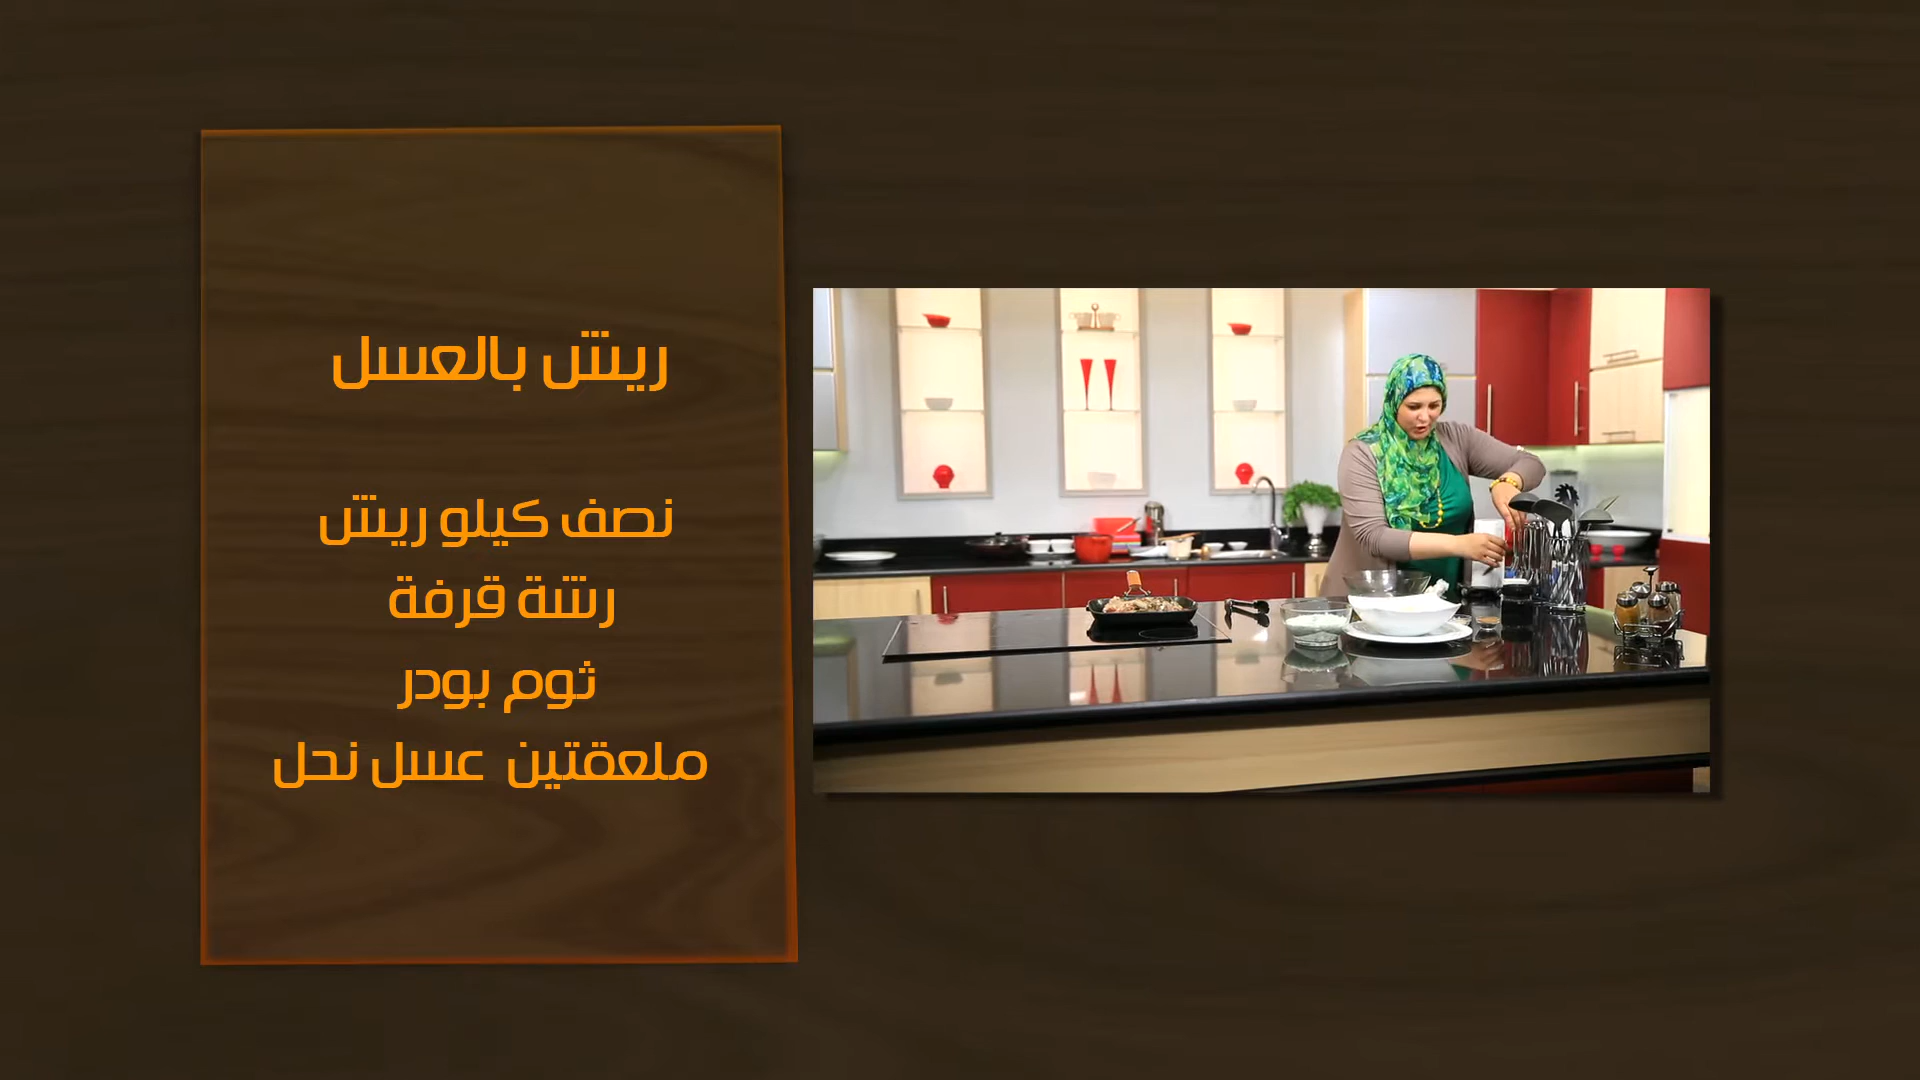 ريش بالعسل
نصف كيلو ريش
رشة قرفة
ثوم بودر
ملعقتين عسل نحل